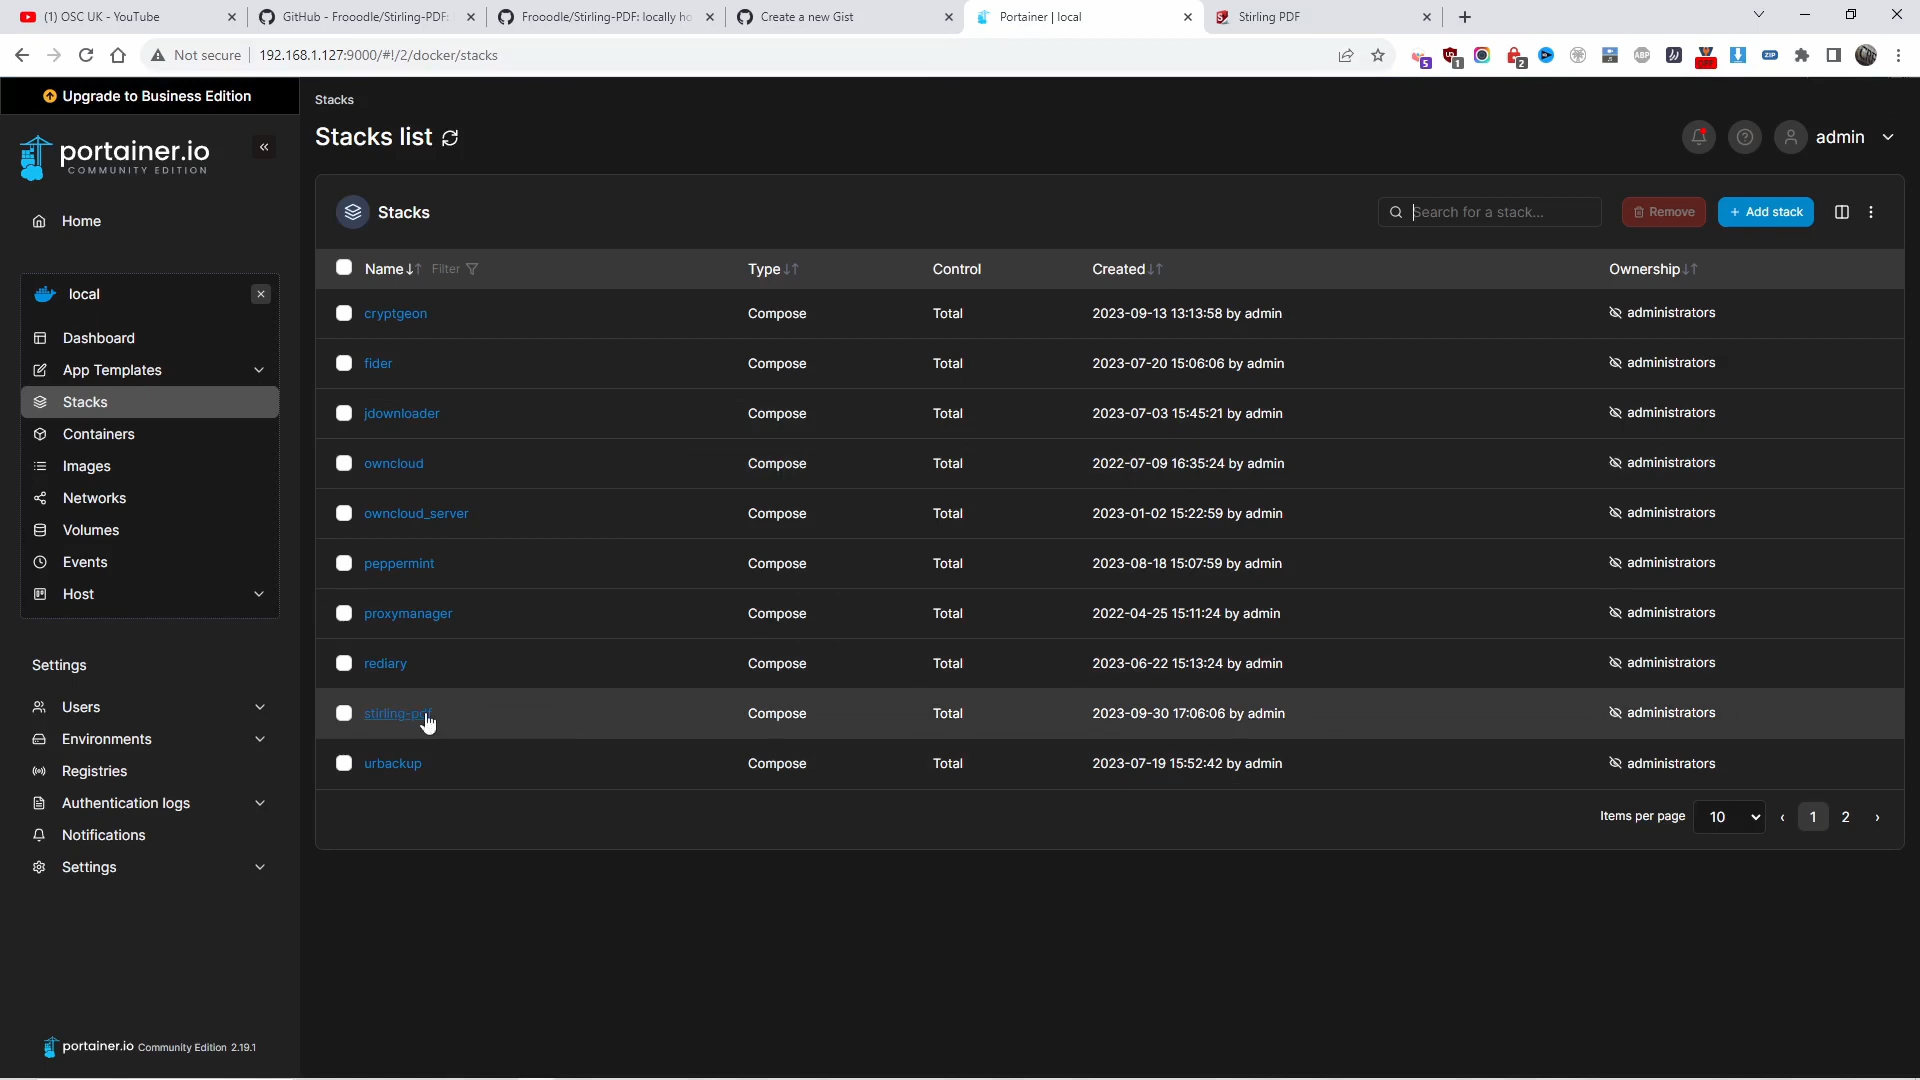 (1) OSC UK - YouTube
GitHub - Frooodle/Stirling-PDF:
Frooodle/Stirling-PDF: locally ho
Create a new Gist
Portainer | local
Stirling PDF
Not secure
192.168.1.127:9000/#!/2/docker/stacks
5
1
2
ABP
ZIP
Upgrade to Business Edition
portainer.io
COMMUNITY EDITION
Home
local
Dashboard
App Templates
Stacks
Containers
Images
Networks
Volumes
Events
Host
Settings
Users
Environments
Registries
Authentication logs
Notifications
Settings
portainer.io Community Edition 2.19.1
Stacks
Stacks list
admin
Stacks
Search for a stack...
Remove
+ Add stack
Name Filter Type Control Created Ownership
cryptgeon Compose Total 2023-09-13 13:13:58 by admin administrators
fider Compose Total 2023-07-20 15:06:06 by admin administrators
jdownloader Compose Total 2023-07-03 15:45:21 by admin administrators
owncloud Compose Total 2022-07-09 16:35:24 by admin administrators
owncloud_server Compose Total 2023-01-02 15:22:59 by admin administrators
peppermint Compose Total 2023-08-18 15:07:59 by admin administrators
proxymanager Compose Total 2022-04-25 15:11:24 by admin administrators
rediary Compose Total 2023-06-22 15:13:24 by admin administrators
stirling-pdf Compose Total 2023-09-30 17:06:06 by admin administrators
urbackup Compose Total 2023-07-19 15:52:42 by admin administrators
Items per page 10 ‹ 1 2 ›